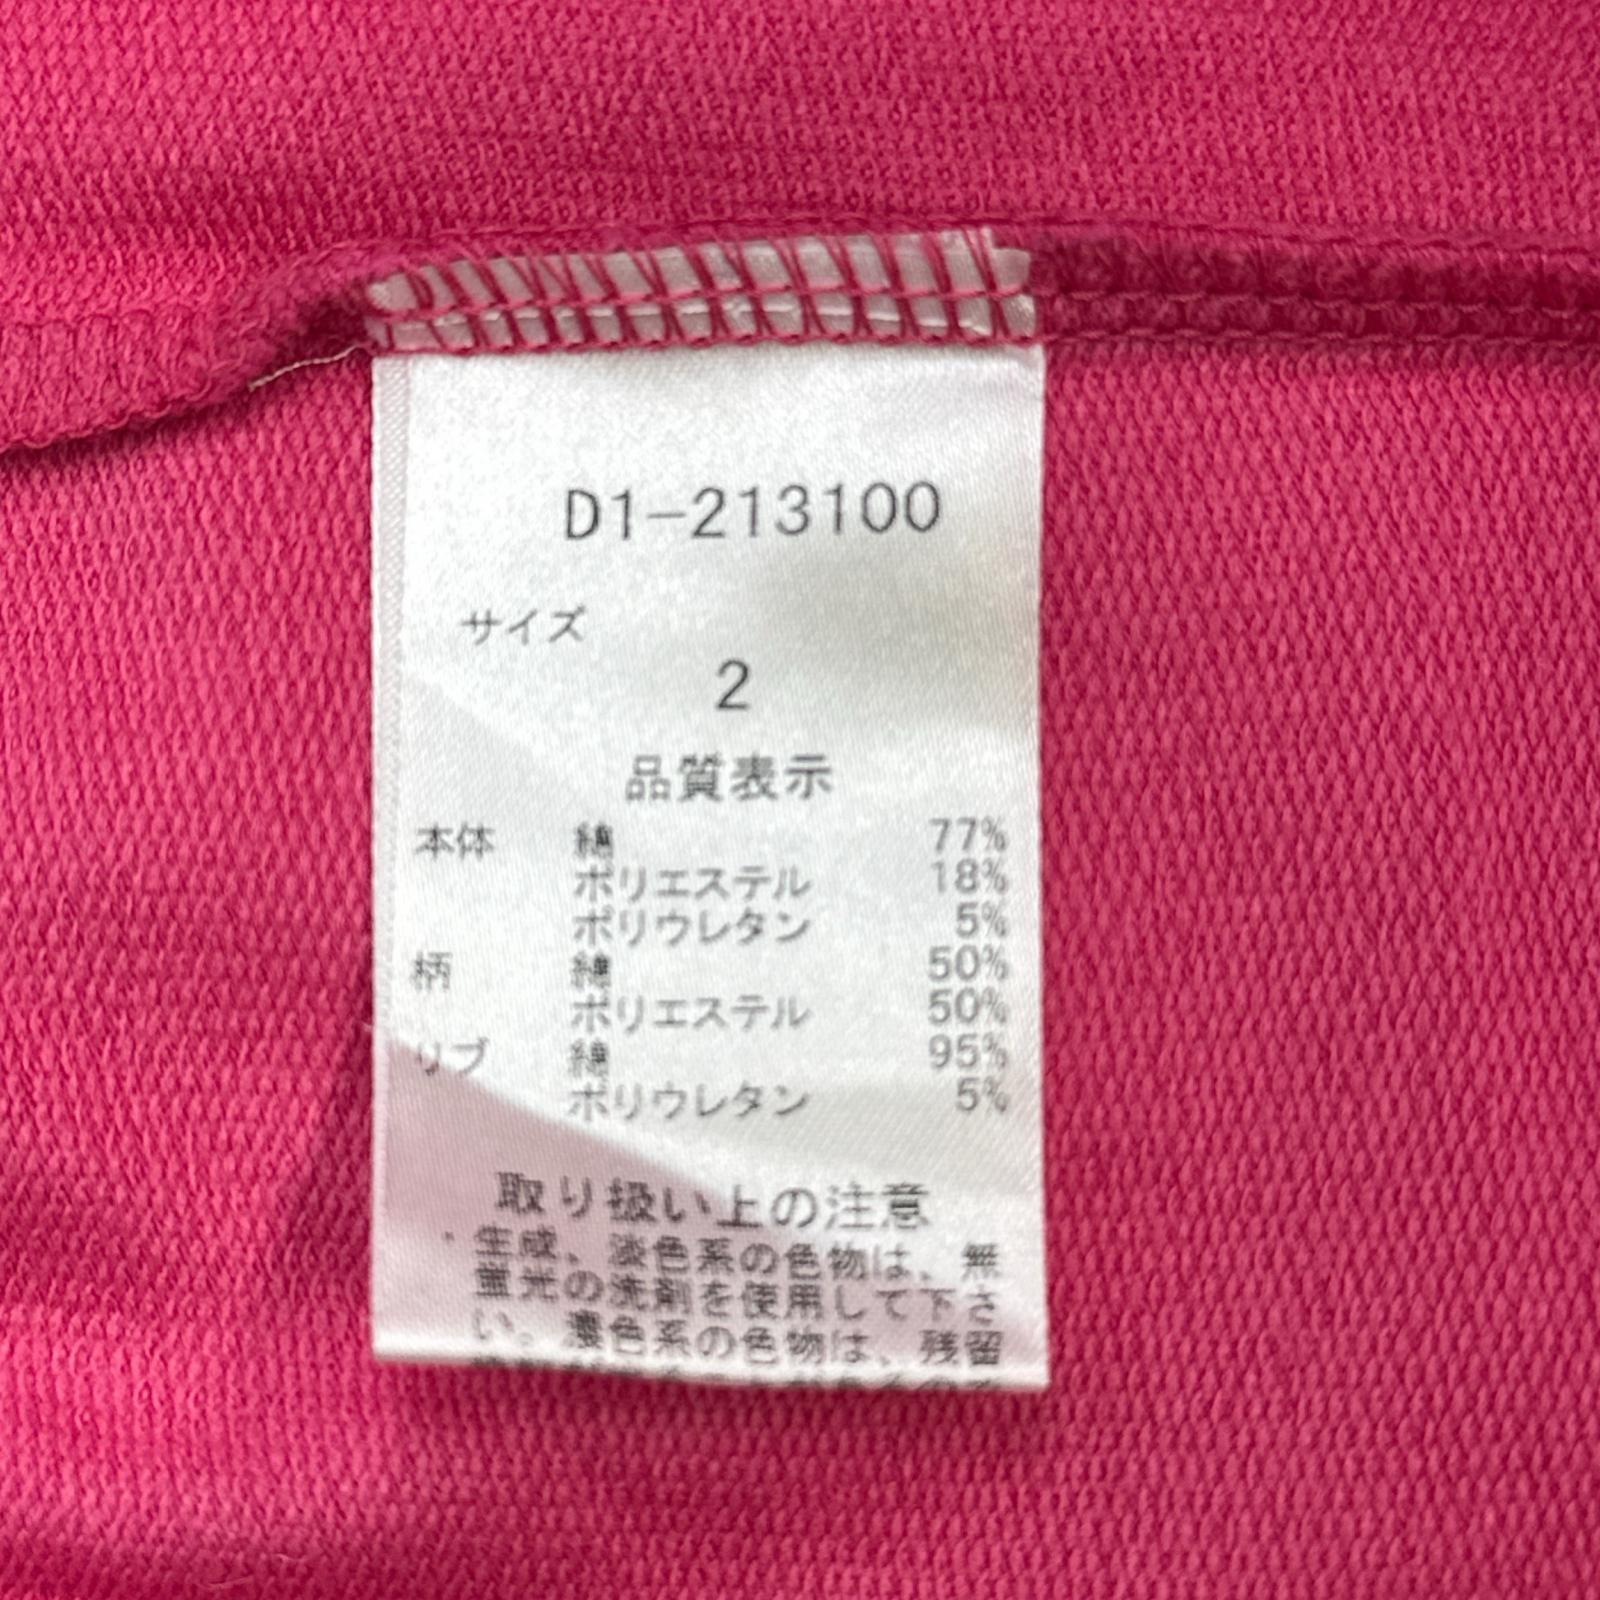 D1-213100
サイズ
2
品質表示
本体 綿 77%
ポリエステル 18%
ポリウレタン 5%
柄 綿 50%
ポリエステル 50%
リブ 綿 95%
ポリウレタン 5%
取り扱い上の注意
・生成、淡色系の色物は、無
蛍光の洗剤を使用して下さ
い。濃色系の色物は、残留